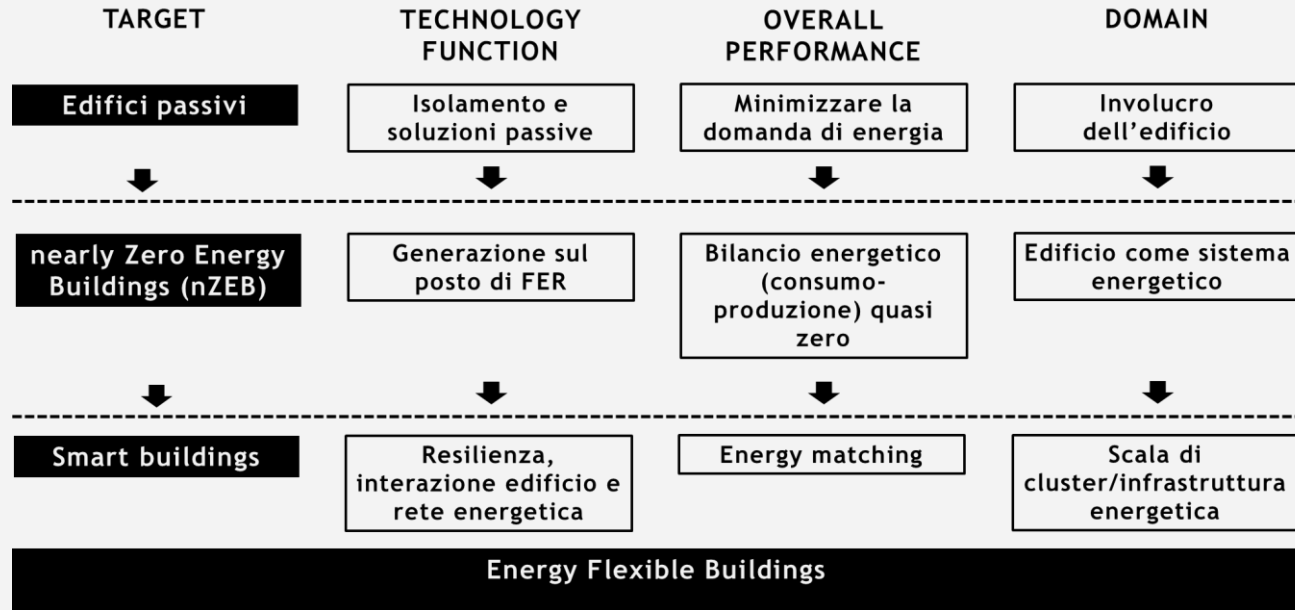 TARGET
TECHNOLOGY
FUNCTION
OVERALL
PERFORMANCE
DOMAIN
Edifici passivi
Isolamento e
soluzioni passive
Minimizzare la
domanda di energia
Involucro
dell’edificio
nearly Zero Energy
Buildings (nZEB)
Generazione sul
posto di FER
Bilancio energetico
(consumo-
produzione) quasi
zero
Edificio come sistema
energetico
Smart buildings
Resilienza,
interazione edificio e
rete energetica
Energy matching
Scala di
cluster/infrastruttura
energetica
Energy Flexible Buildings